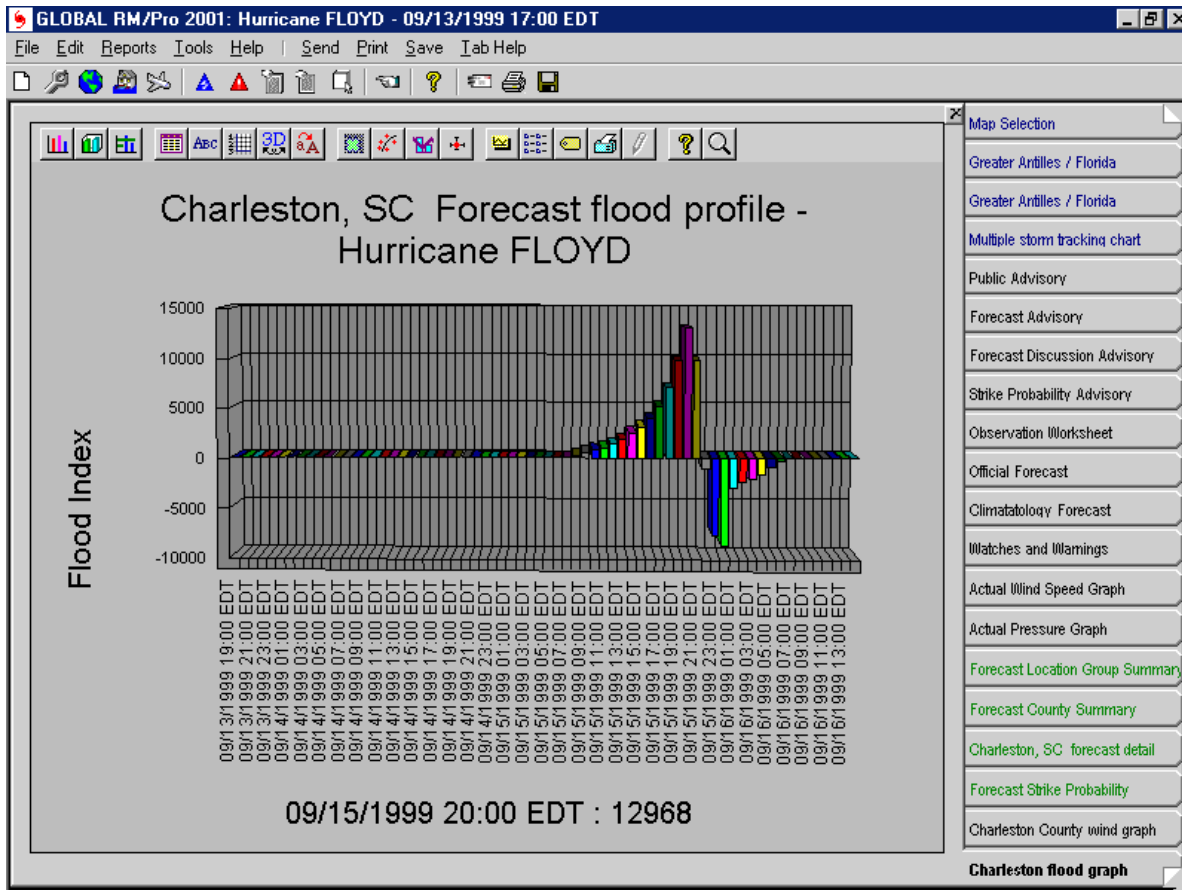 GLOBAL RM/Pro 2001: Hurricane FLOYD - 09/13/1999 17:00 EDT
File Edit Reports Tools Help | Send Print Save Tab Help
ABC 3D aA
Charleston, SC Forecast flood profile -
Hurricane FLOYD
Flood Index
15000
10000
5000
0
-5000
-10000
09/13/1999 19:00 EDT
09/13/1999 21:00 EDT
09/13/1999 23:00 EDT
09/14/1999 01:00 EDT
09/14/1999 03:00 EDT
09/14/1999 05:00 EDT
09/14/1999 07:00 EDT
09/14/1999 09:00 EDT
09/14/1999 11:00 EDT
09/14/1999 13:00 EDT
09/14/1999 15:00 EDT
09/14/1999 17:00 EDT
09/14/1999 19:00 EDT
09/14/1999 21:00 EDT
09/14/1999 23:00 EDT
09/15/1999 01:00 EDT
09/15/1999 03:00 EDT
09/15/1999 05:00 EDT
09/15/1999 07:00 EDT
09/15/1999 09:00 EDT
09/15/1999 11:00 EDT
09/15/1999 13:00 EDT
09/15/1999 15:00 EDT
09/15/1999 17:00 EDT
09/15/1999 19:00 EDT
09/15/1999 21:00 EDT
09/15/1999 23:00 EDT
09/16/1999 01:00 EDT
09/16/1999 03:00 EDT
09/16/1999 05:00 EDT
09/16/1999 07:00 EDT
09/16/1999 09:00 EDT
09/16/1999 11:00 EDT
09/16/1999 13:00 EDT
09/15/1999 20:00 EDT : 12968
Map Selection
Greater Antilles / Florida
Greater Antilles / Florida
Multiple storm tracking chart
Public Advisory
Forecast Advisory
Forecast Discussion Advisory
Strike Probability Advisory
Observation Worksheet
Official Forecast
Climatatology Forecast
Watches and Warnings
Actual Wind Speed Graph
Actual Pressure Graph
Forecast Location Group Summary
Forecast County Summary
Charleston, SC forecast detail
Forecast Strike Probability
Charleston County wind graph
Charleston flood graph